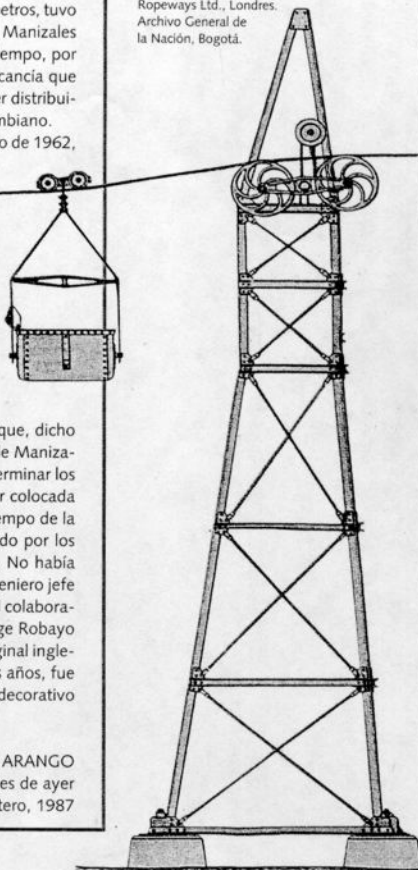 etros, tuvo
Manizales
empo, por
cancía que
er distribui-
mbiano.
o de 1962,
que, dicho
e Maniza-
erminar los
r colocada
empo de la
do por los
No había
eniero jefe
l colabora-
ge Robayo
ginal ingle-
s años, fue
decorativo
ARANGO
es de ayer
tero, 1987
Ropeways Ltd., Londres.
Archivo General de
la Nación, Bogotá.